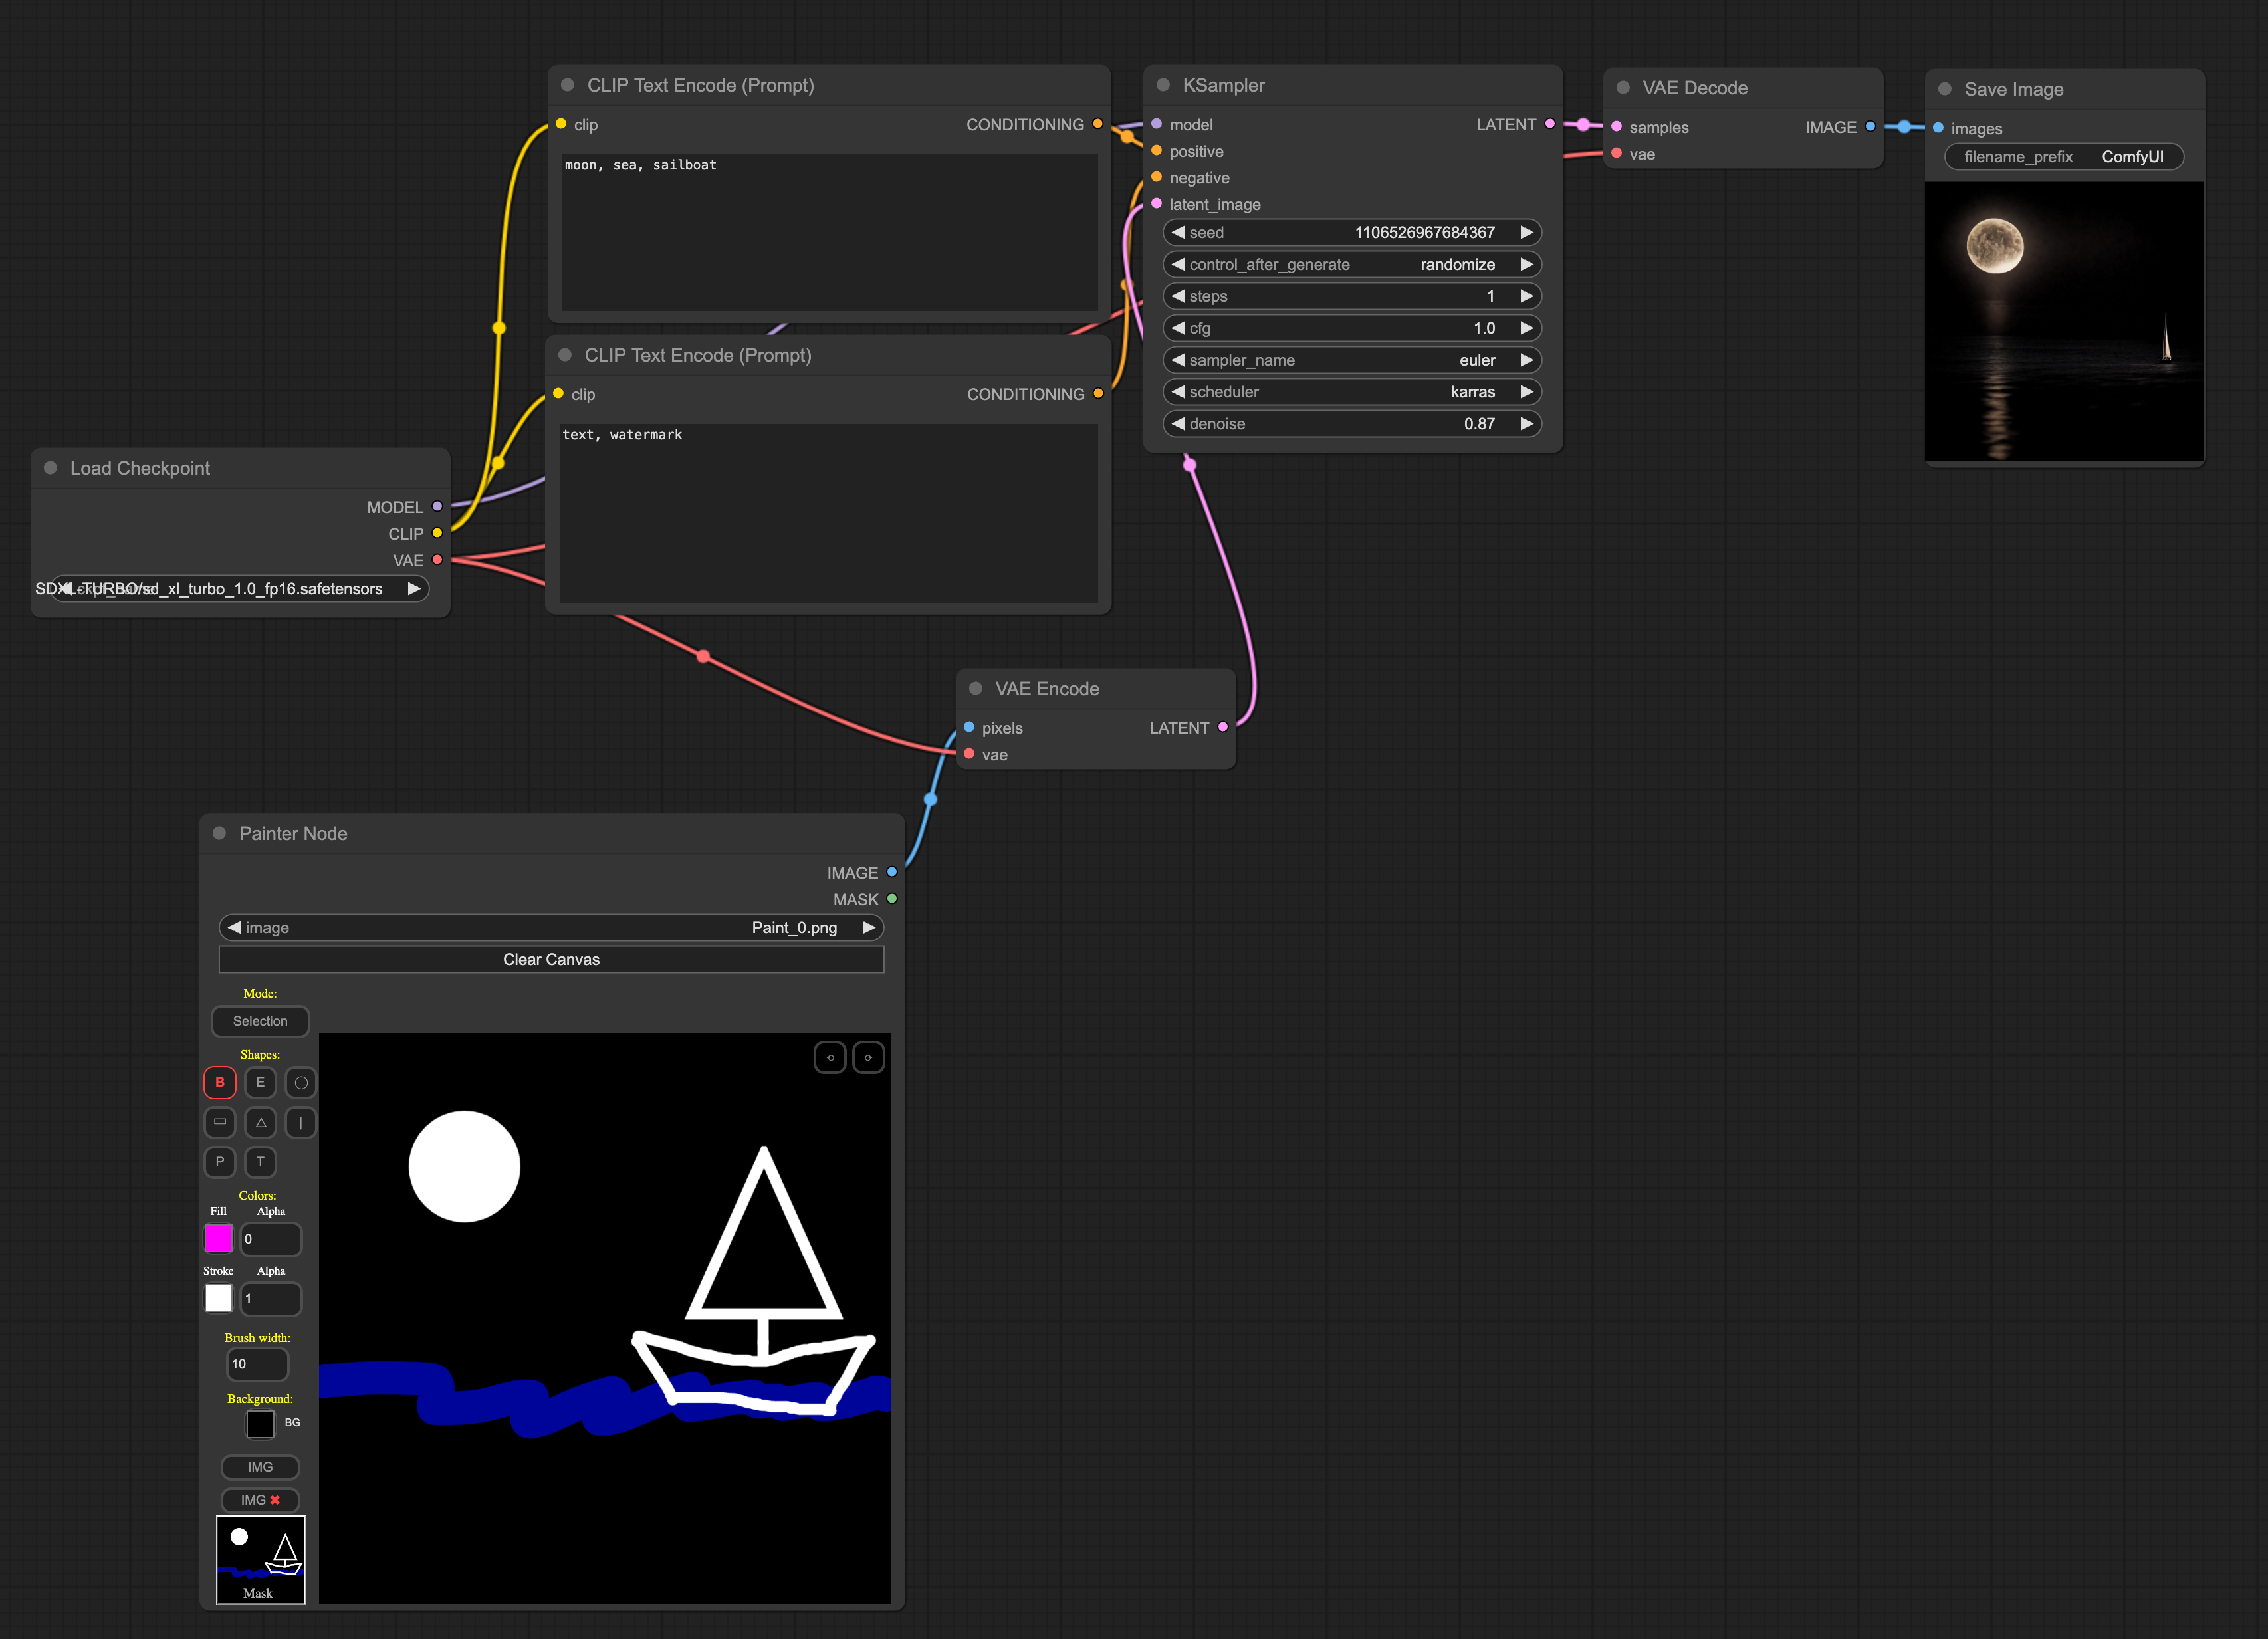 CLIP Text Encode (Prompt)
clip CONDITIONING
moon, sea, sailboat
CLIP Text Encode (Prompt)
clip CONDITIONING
text, watermark
KSampler
model LATENT
positive
negative
latent_image
seed 1106526967684367
control_after_generate randomize
steps 1
cfg 1.0
sampler_name euler
scheduler karras
denoise 0.87
VAE Decode
samples IMAGE
vae
Save Image
images
filename_prefix ComfyUI
Load Checkpoint
MODEL
CLIP
VAE
SDXL-TURBO/sd_xl_turbo_1.0_fp16.safetensors
VAE Encode
pixels LATENT
vae
Painter Node
IMAGE
MASK
image Paint_0.png
Clear Canvas
Mode:
Selection
Shapes:
B E
P T
Colors:
Fill Alpha
0
Stroke Alpha
1
Brush width:
10
Background:
BG
IMG
IMG
Mask